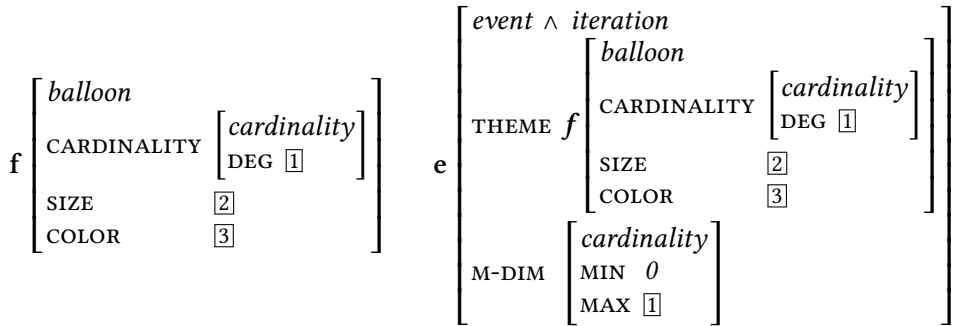 f
balloon
CARDINALITY
cardinality
DEG 1
SIZE 2
COLOR 3
e
event ∧ iteration
THEME f
balloon
CARDINALITY
cardinality
DEG 1
SIZE 2
COLOR 3
M-DIM
cardinality
MIN 0
MAX 1